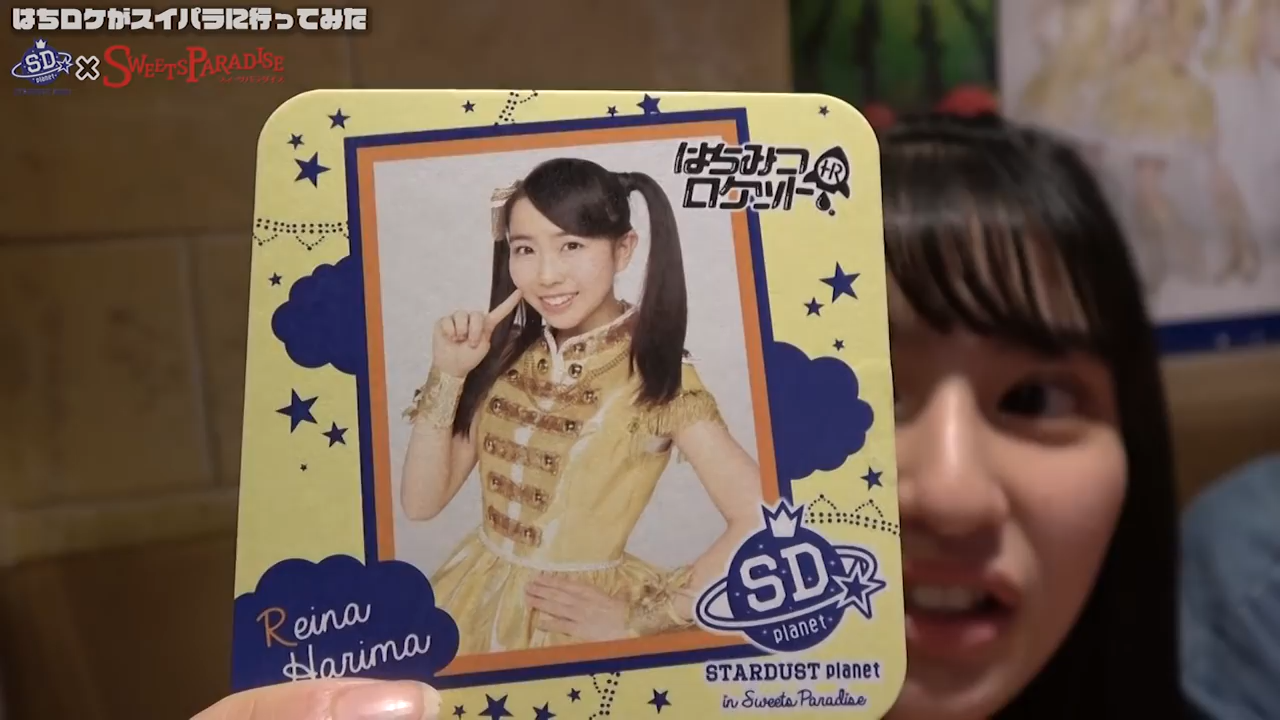 はちロケがスイパラに行ってみた
SD
planet
×
SWEETS PARADISE
はちみつ
ロケット
HR
SD
planet
Reina
Harima
STARDUST planet
in Sweets Paradise